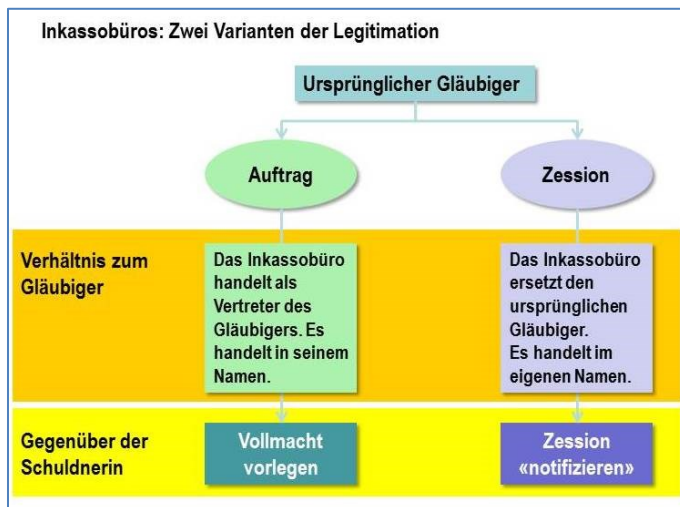 Inkassobüros: Zwei Varianten der Legitimation
Ursprünglicher Gläubiger
Auftrag
Zession
Verhältnis zum
Gläubiger
Das Inkassobüro
handelt als
Vertreter des
Gläubigers. Es
handelt in seinem
Namen.
Das Inkassobüro
ersetzt den
ursprünglichen
Gläubiger.
Es handelt im
eigenen Namen.
Gegenüber der
Schuldnerin
Vollmacht
vorlegen
Zession
«notifizieren»